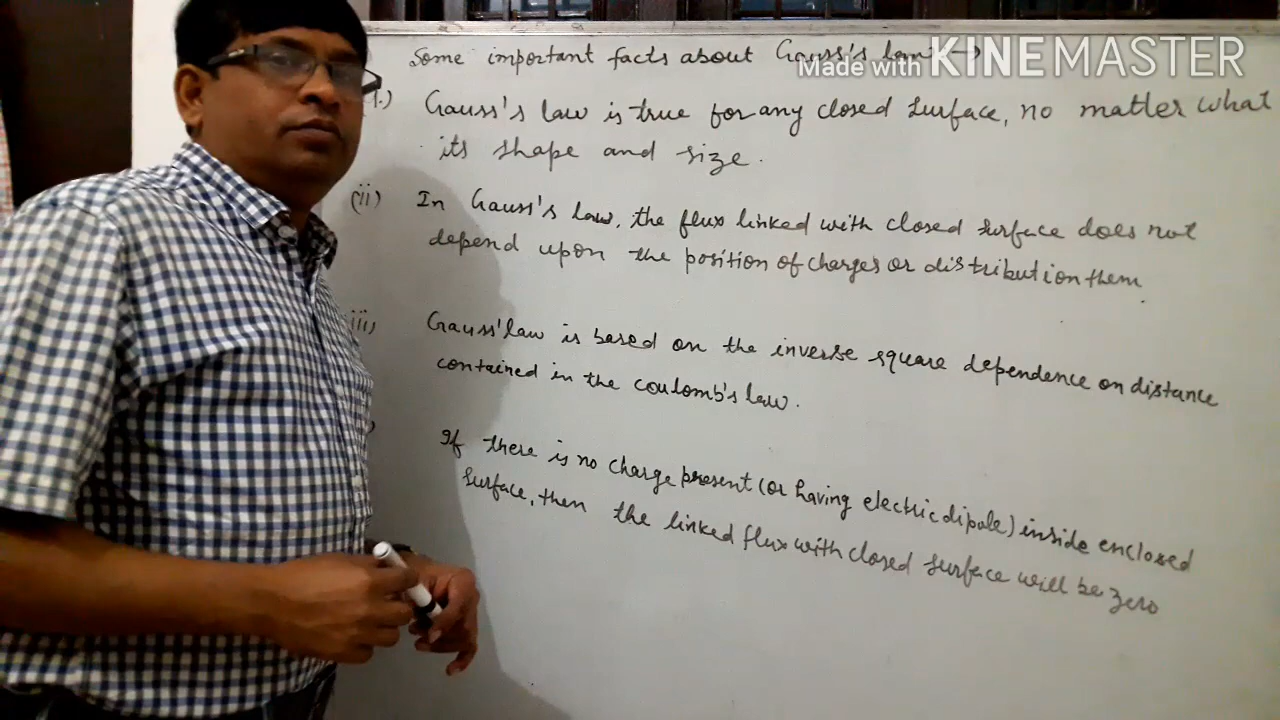 Some important facts about Gauss's law →
Made with KINEMASTER
(i.) Gauss's law is true for any closed surface, no matter what
its shape and size.
(ii) In Gauss's law, the flux linked with closed surface does not
depend upon the position of charges or distribution them.
iii) Gauss'law is based on the inverse square dependence on distance
contained in the coulomb's law.
If there is no charge present (or having electric dipole) inside enclosed
surface, then the linked flux with closed surface will be zero